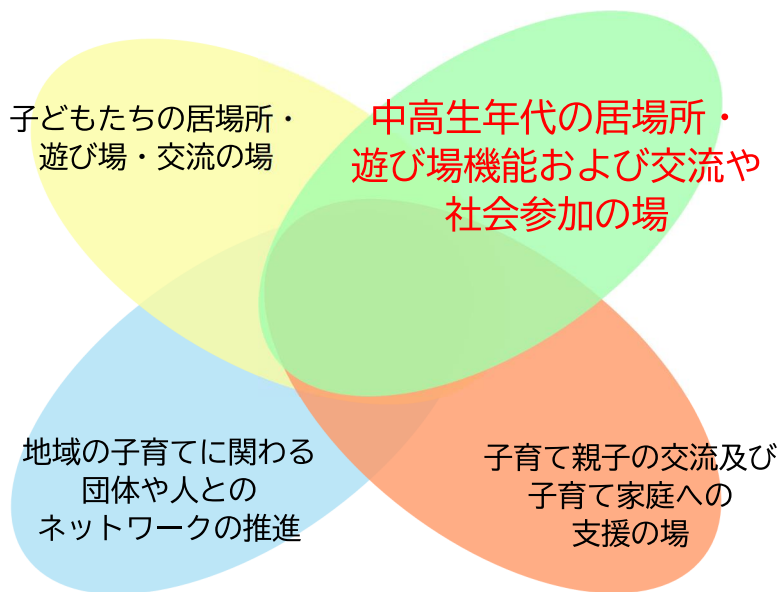 子どもたちの居場所・
遊び場・交流の場
中高生年代の居場所・
遊び場機能および交流や
社会参加の場
地域の子育てに関わる
団体や人との
ネットワークの推進
子育て親子の交流及び
子育て家庭への
支援の場